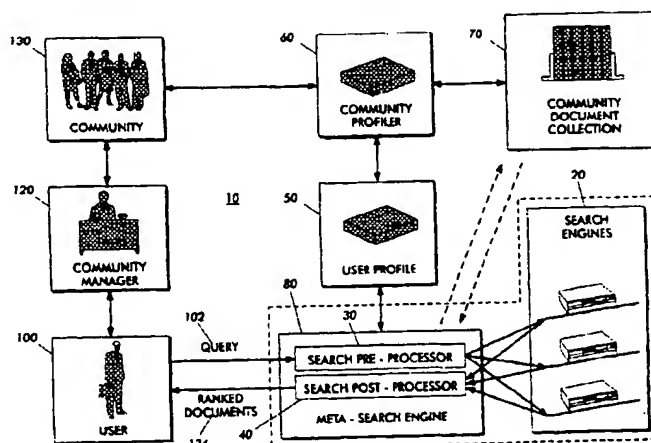 130
60
70
COMMUNITY
COMMUNITY
PROFILER
COMMUNITY
DOCUMENT
COLLECTION
120
10
50
20
COMMUNITY
MANAGER
USER PROFILE
SEARCH
ENGINES
80
30
100
102
QUERY
SEARCH PRE - PROCESSOR
SEARCH POST - PROCESSOR
RANKED
DOCUMENTS
40
META - SEARCH ENGINE
USER